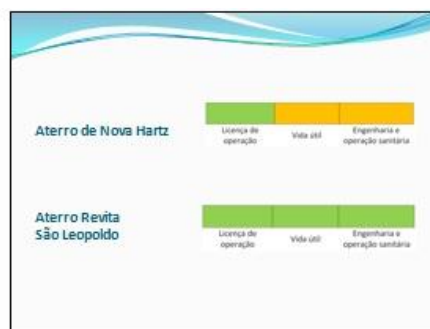 Aterro de Nova Hartz
Licença de
operação
Vida útil
Engenharia e
operação sanitária
Aterro Revita
São Leopoldo
Licença de
operação
Vida útil
Engenharia e
operação sanitária